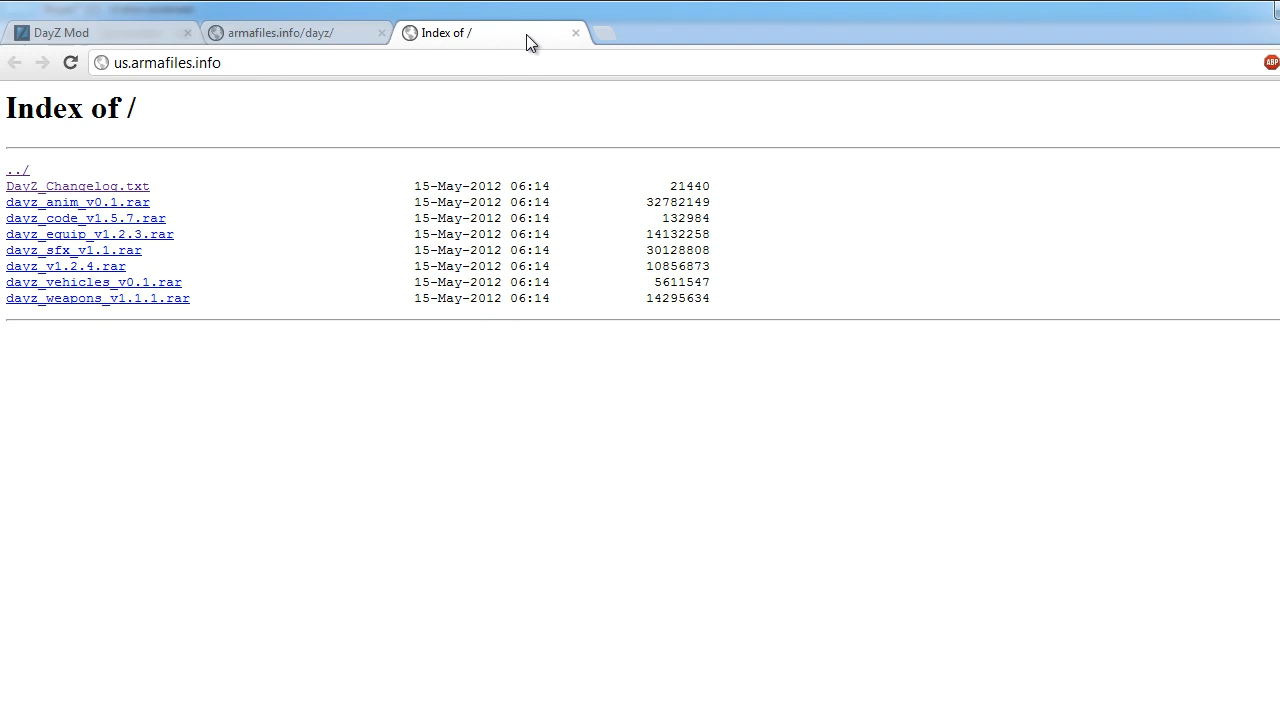 DayZ Mod
armafiles.info/dayz/
Index of /
us.armafiles.info
ABP
Index of /
../
DayZ_Changelog.txt 15-May-2012 06:14 21440
dayz_anim_v0.1.rar 15-May-2012 06:14 32782149
dayz_code_v1.5.7.rar 15-May-2012 06:14 132984
dayz_equip_v1.2.3.rar 15-May-2012 06:14 14132258
dayz_sfx_v1.1.rar 15-May-2012 06:14 30128808
dayz_v1.2.4.rar 15-May-2012 06:14 10856873
dayz_vehicles_v0.1.rar 15-May-2012 06:14 5611547
dayz_weapons_v1.1.1.rar 15-May-2012 06:14 14295634